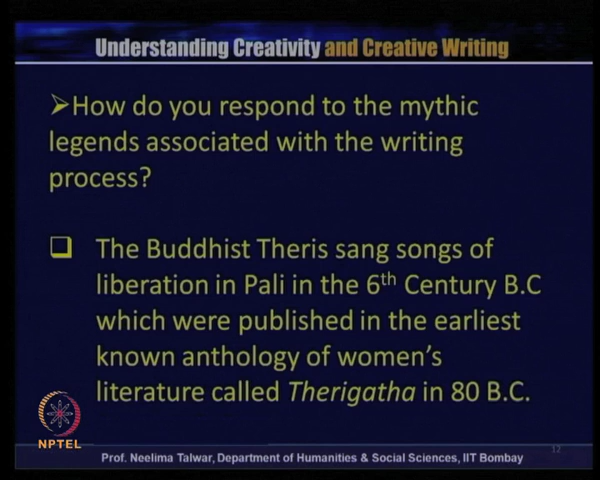 Understanding Creativity and Creative Writing
➢How do you respond to the mythic
legends associated with the writing
process?
❑ The Buddhist Theris sang songs of
liberation in Pali in the 6th Century B.C
which were published in the earliest
known anthology of women's
literature called Therigatha in 80 B.C.
NPTEL
12
Prof. Neelima Talwar, Department of Humanities & Social Sciences, IIT Bombay